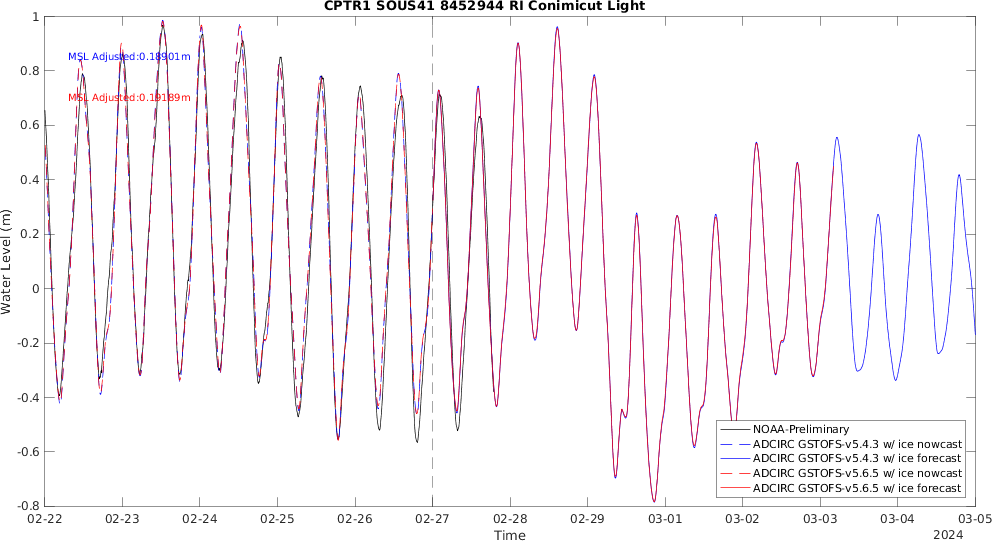 CPTR1 SOUS41 8452944 RI Conimicut Light
MSL Adjusted:0.18901m
MSL Adjusted:0.19189m
Water Level (m)
1
0.8
0.6
0.4
0.2
0
-0.2
-0.4
-0.6
-0.8
NOAA-Preliminary
ADCIRC GSTOFS-v5.4.3 w/ ice nowcast
ADCIRC GSTOFS-v5.4.3 w/ ice forecast
ADCIRC GSTOFS-v5.6.5 w/ ice nowcast
ADCIRC GSTOFS-v5.6.5 w/ ice forecast
02-22 02-23 02-24 02-25 02-26 02-27 02-28 02-29 03-01 03-02 03-03 03-04 03-05
Time
2024